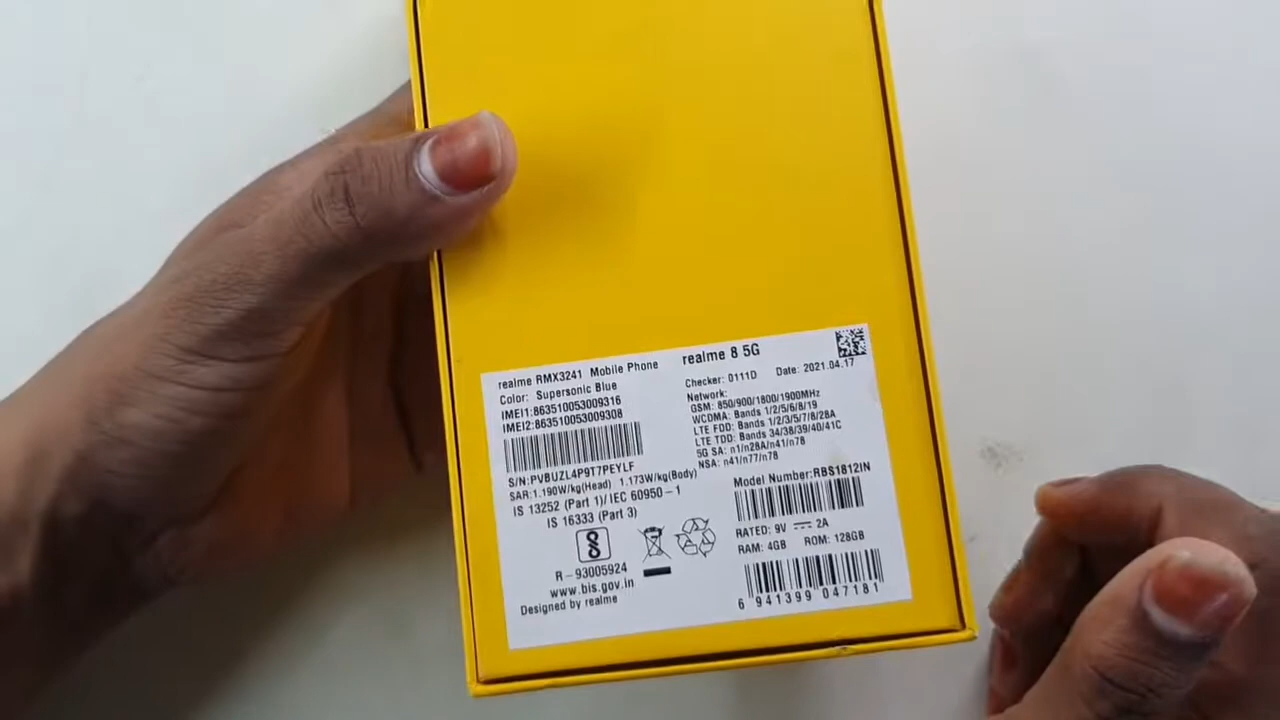 realme RMX3241 Mobile Phone
Color: Supersonic Blue
IMEI1:863510053009316
IMEI2:863510053009308
S/N:PVBUZL4P9T7PEYLF
SAR:1.190W/kg(Head) 1.173W/kg(Body)
IS 13252 (Part 1)/ IEC 60950-1
IS 16333 (Part 3)
R-93005924
www.bis.gov.in
Designed by realme
realme 8 5G
Checker: 0111D Date: 2021.04.17
Network:
GSM: 850/900/1800/1900MHz
WCDMA: Bands 1/2/5/6/8/19
LTE FDD: Bands 1/2/3/5/7/8/28A
LTE TDD: Bands 34/38/39/40/41C
5G SA: n1/n28A/n41/n78
NSA: n41/n77/n78
Model Number:RBS1812IN
RATED: 9V ⎓ 2A
RAM: 4GB ROM: 128GB
6 941399 047181